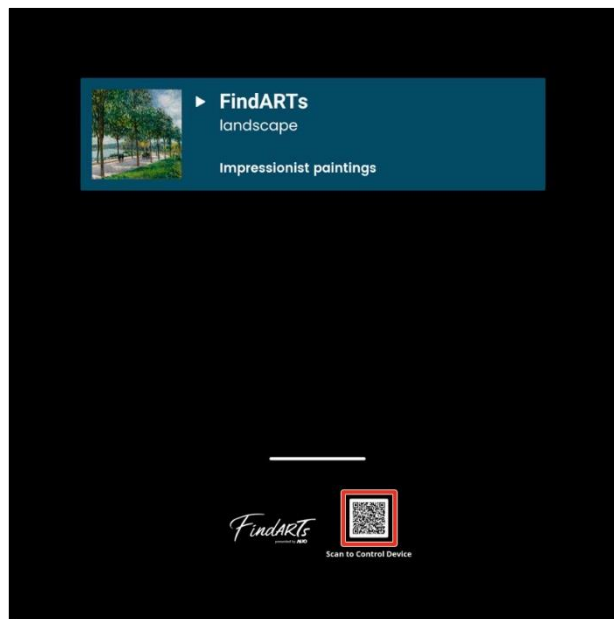 FindARTs
landscape
Impressionist paintings
FindARTs
Scan to Control Device